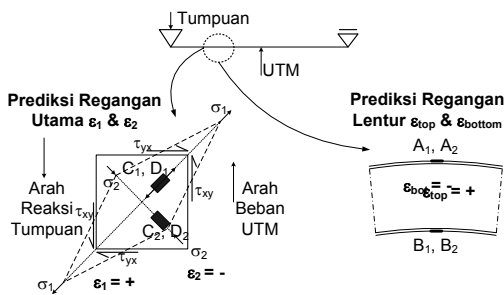 Tumpuan
UTM
Prediksi Regangan
Utama ε1 & ε2
Prediksi Regangan
Lentur εtop & εbottom
σ1
τyx
C1, D1
σ2
τxy
Arah
Reaksi
Tumpuan
Arah
Beban
UTM
τxy
C2, D2
σ2
τyx
σ1
ε1 = +
ε2 = -
A1, A2
εtop = +
B1, B2